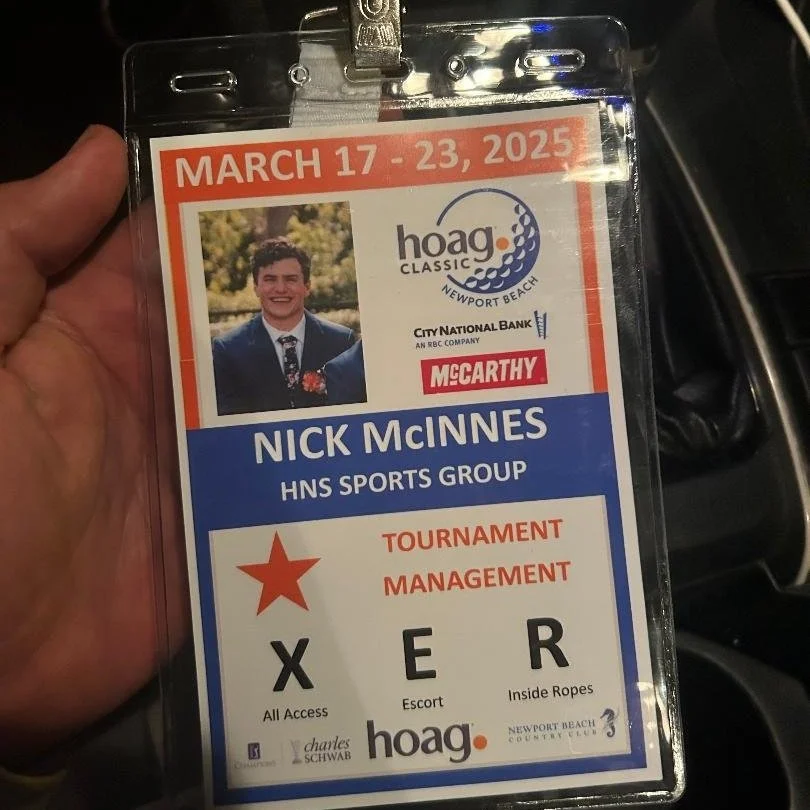 MARCH 17 - 23, 2025
hoag
CLASSIC
NEWPORT BEACH
CITY NATIONAL BANK
AN RBC COMPANY
McCARTHY
NICK McINNES
HNS SPORTS GROUP
TOURNAMENT
MANAGEMENT
X E R
All Access Escort Inside Ropes
CHAMPIONS charles SCHWAB hoag NEWPORT BEACH COUNTRY CLUB